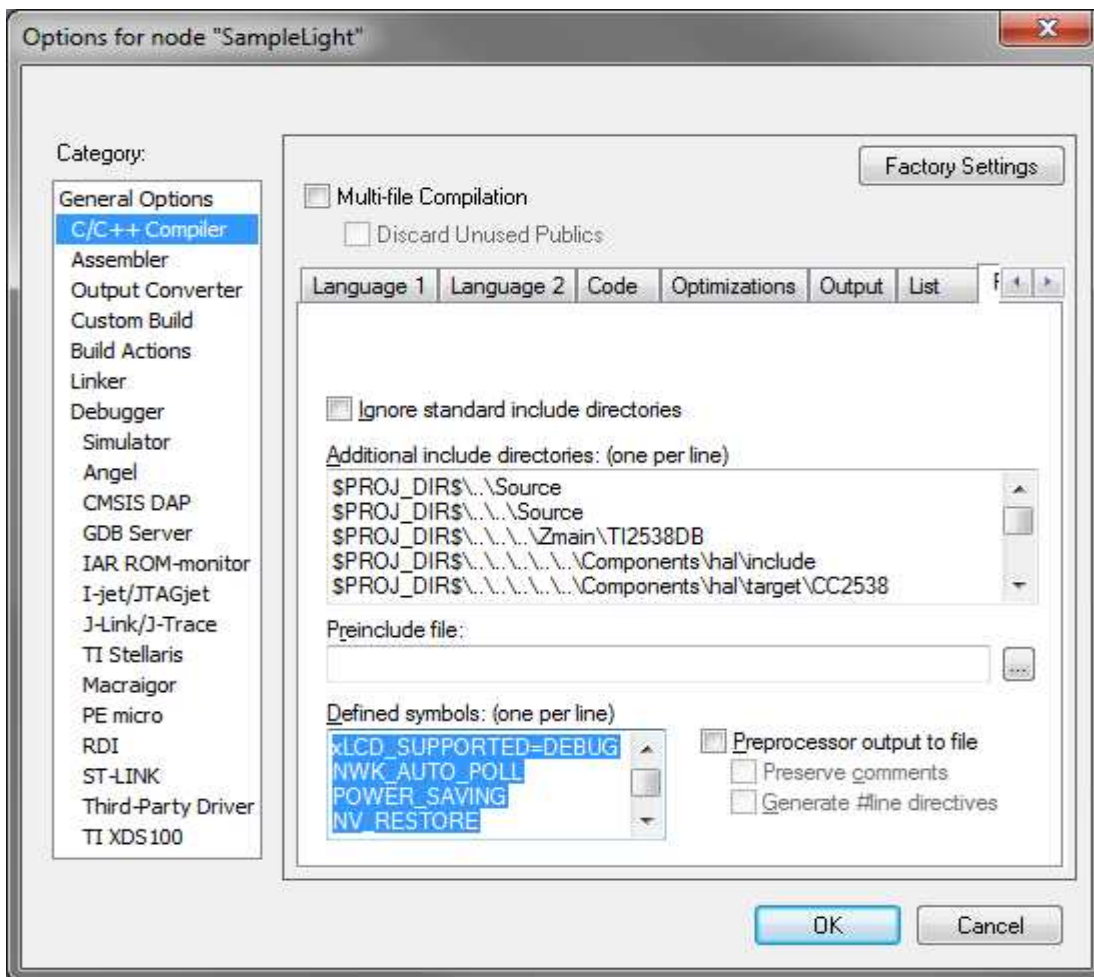 Options for node "SampleLight"
Category:
General Options
C/C++ Compiler
Assembler
Output Converter
Custom Build
Build Actions
Linker
Debugger
Simulator
Angel
CMSIS DAP
GDB Server
IAR ROM-monitor
I-jet/JTAGjet
J-Link/J-Trace
TI Stellaris
Macraigor
PE micro
RDI
ST-LINK
Third-Party Driver
TI XDS100
Factory Settings
Multi-file Compilation
Discard Unused Publics
Language 1 Language 2 Code Optimizations Output List
Ignore standard include directories
Additional include directories: (one per line)
$PROJ_DIR$\..\Source
$PROJ_DIR$\..\..\Source
$PROJ_DIR$\..\..\..\Zmain\TI2538DB
$PROJ_DIR$\..\..\..\..\..\Components\hal\include
$PROJ_DIR$\..\..\..\..\..\Components\hal\target\CC2538
Preinclude file:
...
Defined symbols: (one per line)
xLCD_SUPPORTED=DEBUG
NWK_AUTO_POLL
POWER_SAVING
NV_RESTORE
Preprocessor output to file
Preserve comments
Generate #line directives
OK Cancel